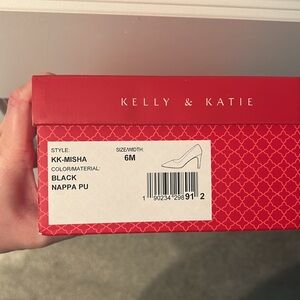 KELLY & KATIE
STYLE: SIZE/WIDTH:
KK-MISHA 6M
COLOR/MATERIAL:
BLACK
NAPPA PU
1 90234 29891 2